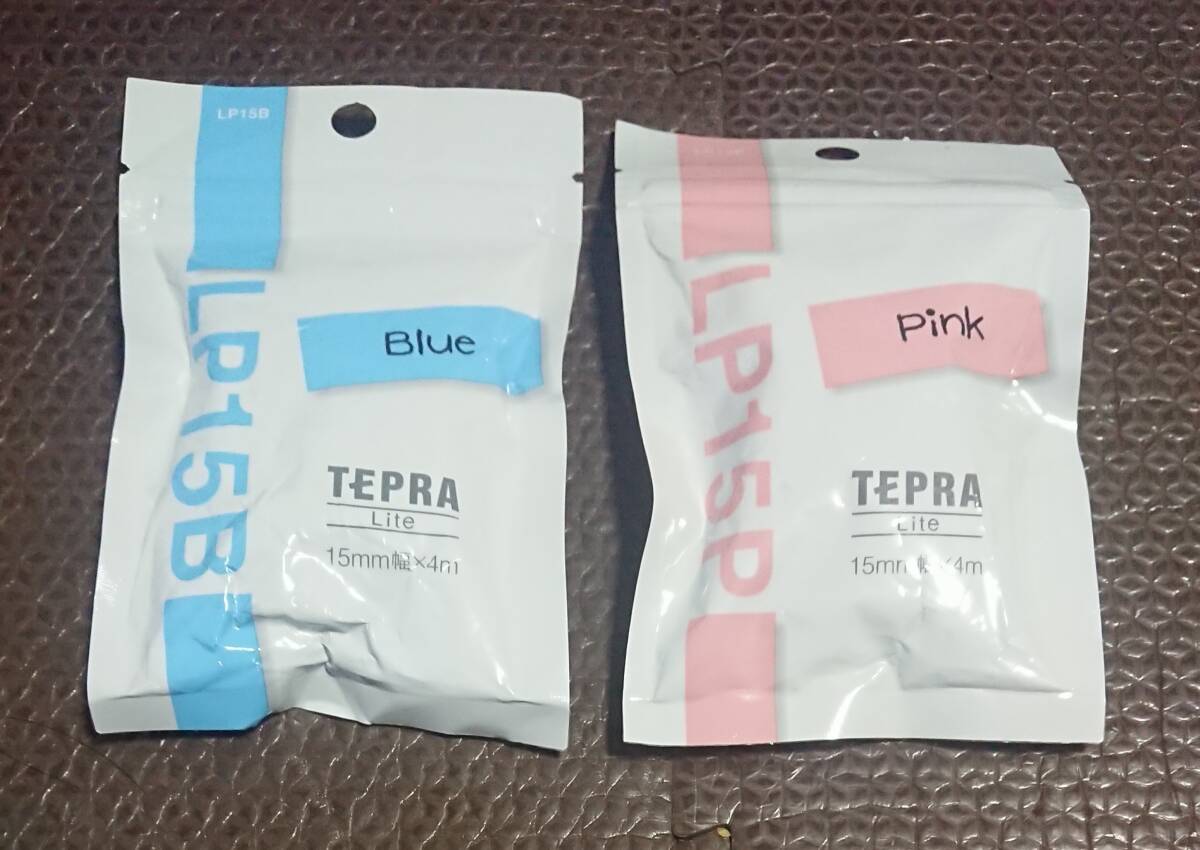 LP15B
LP15B
Blue
TEPRA
Lite
15mm幅×4m
LP15P
Pink
TEPRA
Lite
15mm幅×4m